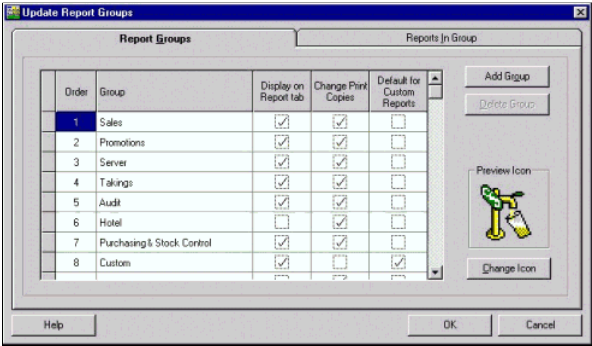 Update Report Groups
Report Groups
Reports In Group
Order Group Display on Report tab Change Print Copies Default for Custom Reports
1 Sales
2 Promotions
3 Server
4 Takings
5 Audit
6 Hotel
7 Purchasing & Stock Control
8 Custom
Add Group
Delete Group
Preview Icon
Change Icon
Help
OK
Cancel